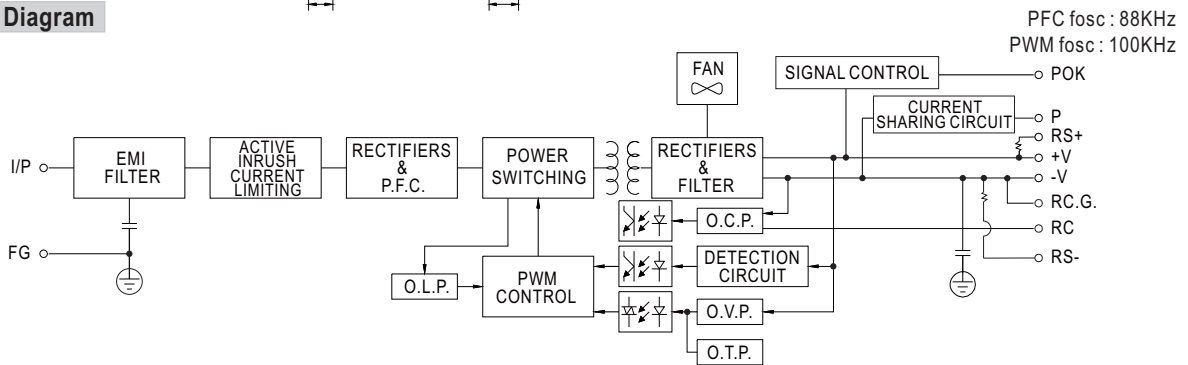 Diagram
PFC fosc : 88KHz
PWM fosc : 100KHz
FAN
SIGNAL CONTROL
POK
CURRENT
SHARING CIRCUIT
P
RS+
I/P
EMI
FILTER
ACTIVE
INRUSH
CURRENT
LIMITING
RECTIFIERS
&
P.F.C.
POWER
SWITCHING
RECTIFIERS
&
FILTER
+V
-V
RC.G.
O.C.P.
RC
FG
RS-
DETECTION
CIRCUIT
O.L.P.
PWM
CONTROL
O.V.P.
O.T.P.